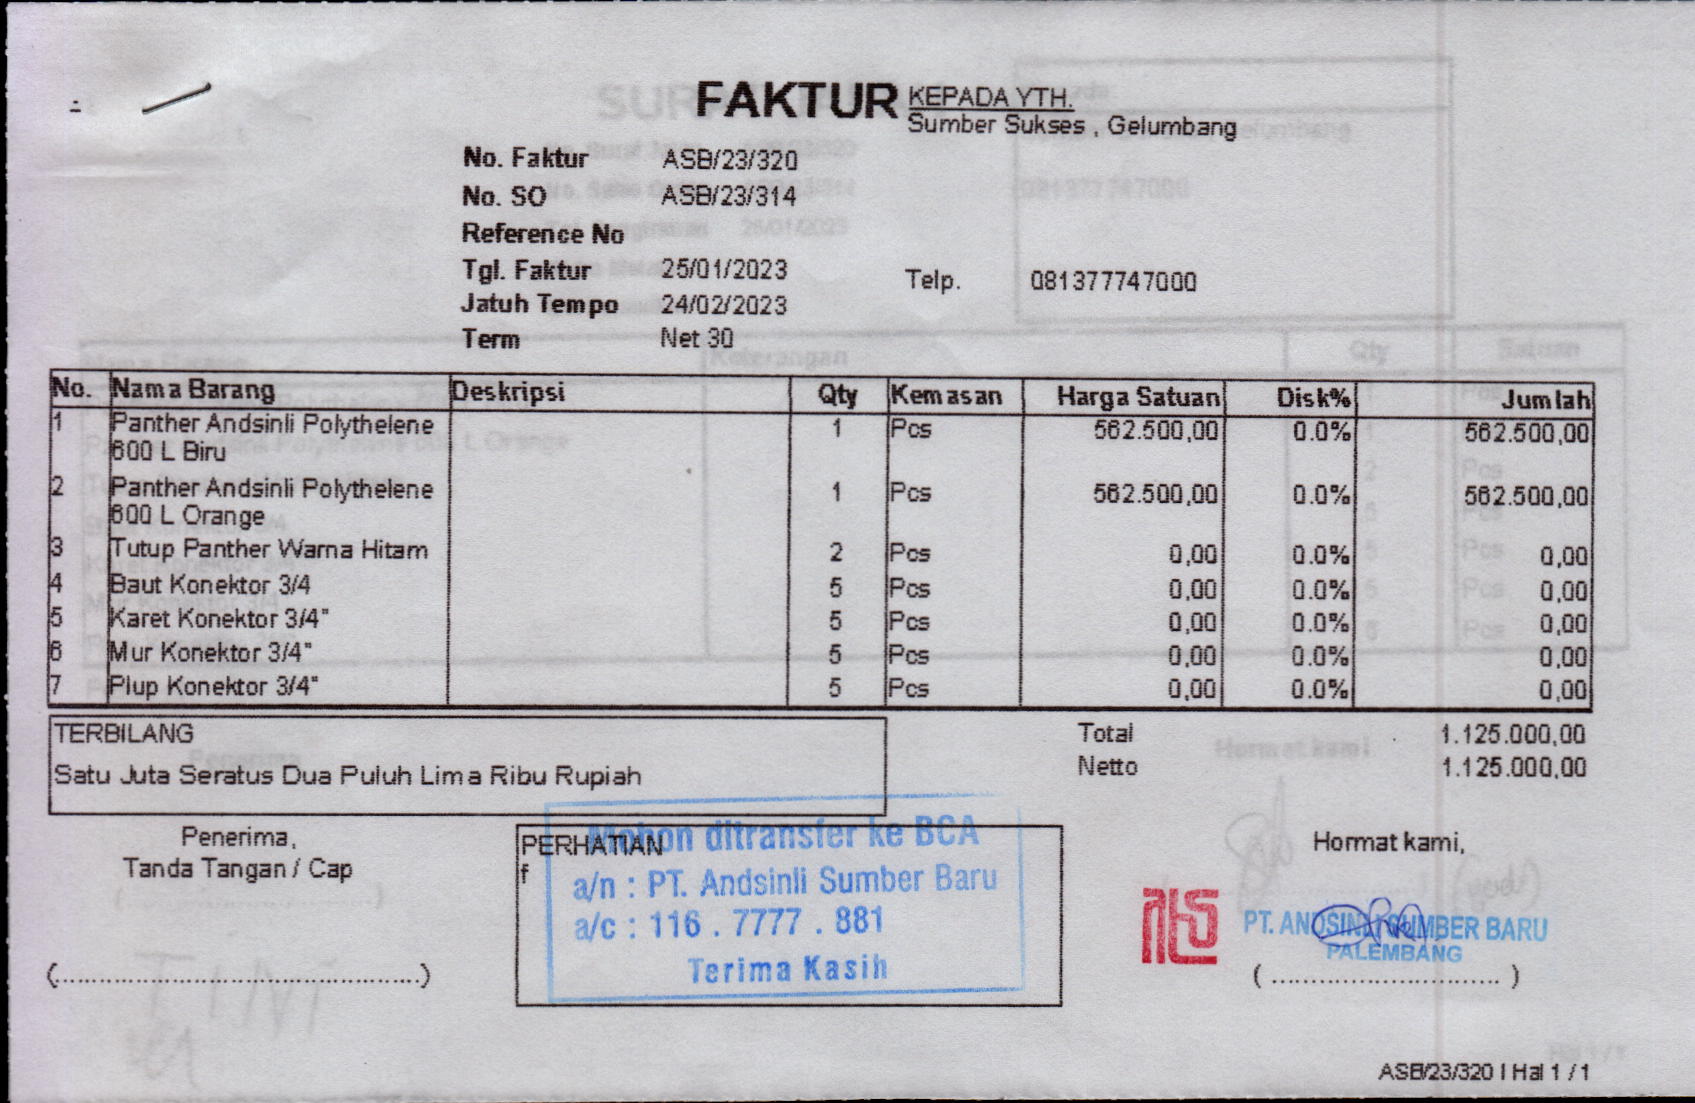 FAKTUR
KEPADA YTH.
Sumber Sukses , Gelumbang
No. Faktur ASB/23/320
No. SO ASB/23/314
Reference No
Tgl. Faktur 25/01/2023
Telp. 081377747000
Jatuh Tempo 24/02/2023
Term Net 30
No. Nama Barang Deskripsi Qty Kemasan Harga Satuan Disk% Jumlah
1 Panther Andsinli Polythelene 1 Pcs 562.500,00 0.0% 562.500,00
600 L Biru
2 Panther Andsinli Polythelene 1 Pcs 562.500,00 0.0% 562.500,00
600 L Orange
3 Tutup Panther Warna Hitam 2 Pcs 0,00 0.0% 0,00
4 Baut Konektor 3/4 5 Pcs 0,00 0.0% 0,00
5 Karet Konektor 3/4" 5 Pcs 0,00 0.0% 0,00
6 Mur Konektor 3/4" 5 Pcs 0,00 0.0% 0,00
7 Plup Konektor 3/4" 5 Pcs 0,00 0.0% 0,00
TERBILANG
Satu Juta Seratus Dua Puluh Lima Ribu Rupiah
Total 1.125.000,00
Netto 1.125.000,00
Penerima,
Tanda Tangan / Cap
(............................................)
PERHATIAN
f
Mohon ditransfer ke BCA
a/n : PT. Andsinli Sumber Baru
a/c : 116 . 7777 . 881
Terima Kasih
Hormat kami,
PT. ANDSINLI SUMBER BARU
PALEMBANG
( ............................ )
ASB/23/320 | Hal 1 / 1